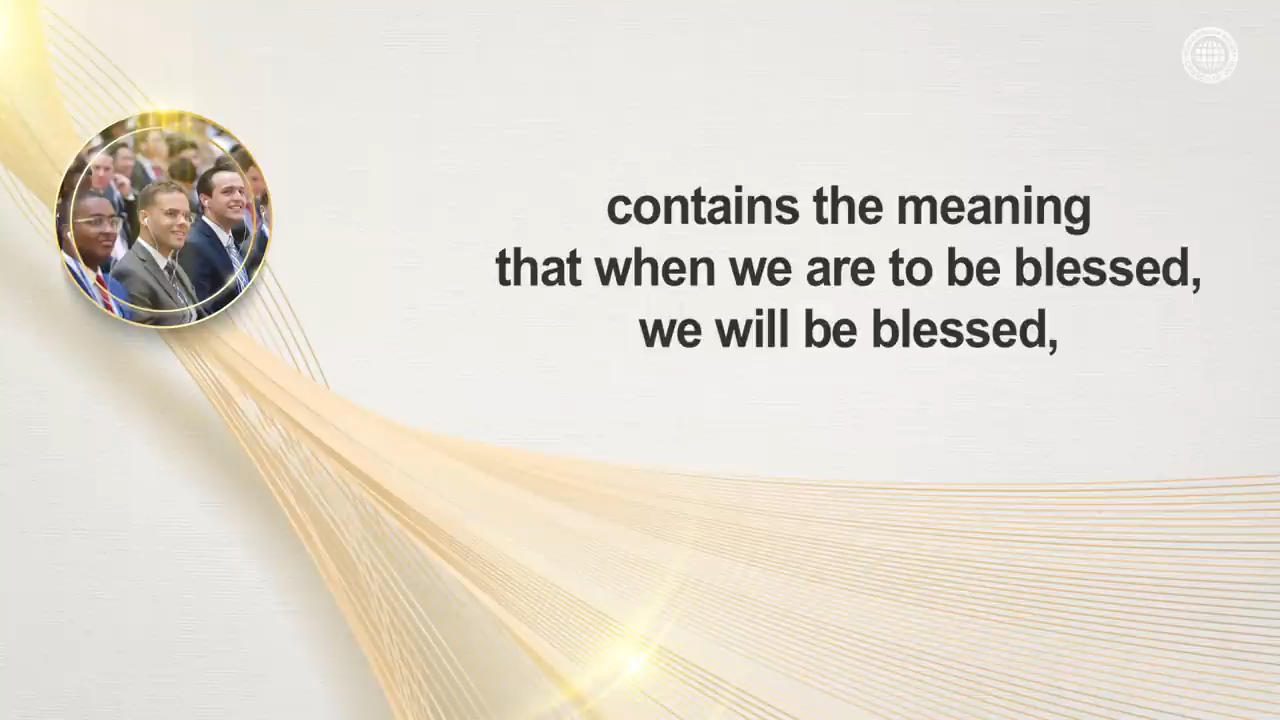 contains the meaning
that when we are to be blessed,
we will be blessed,